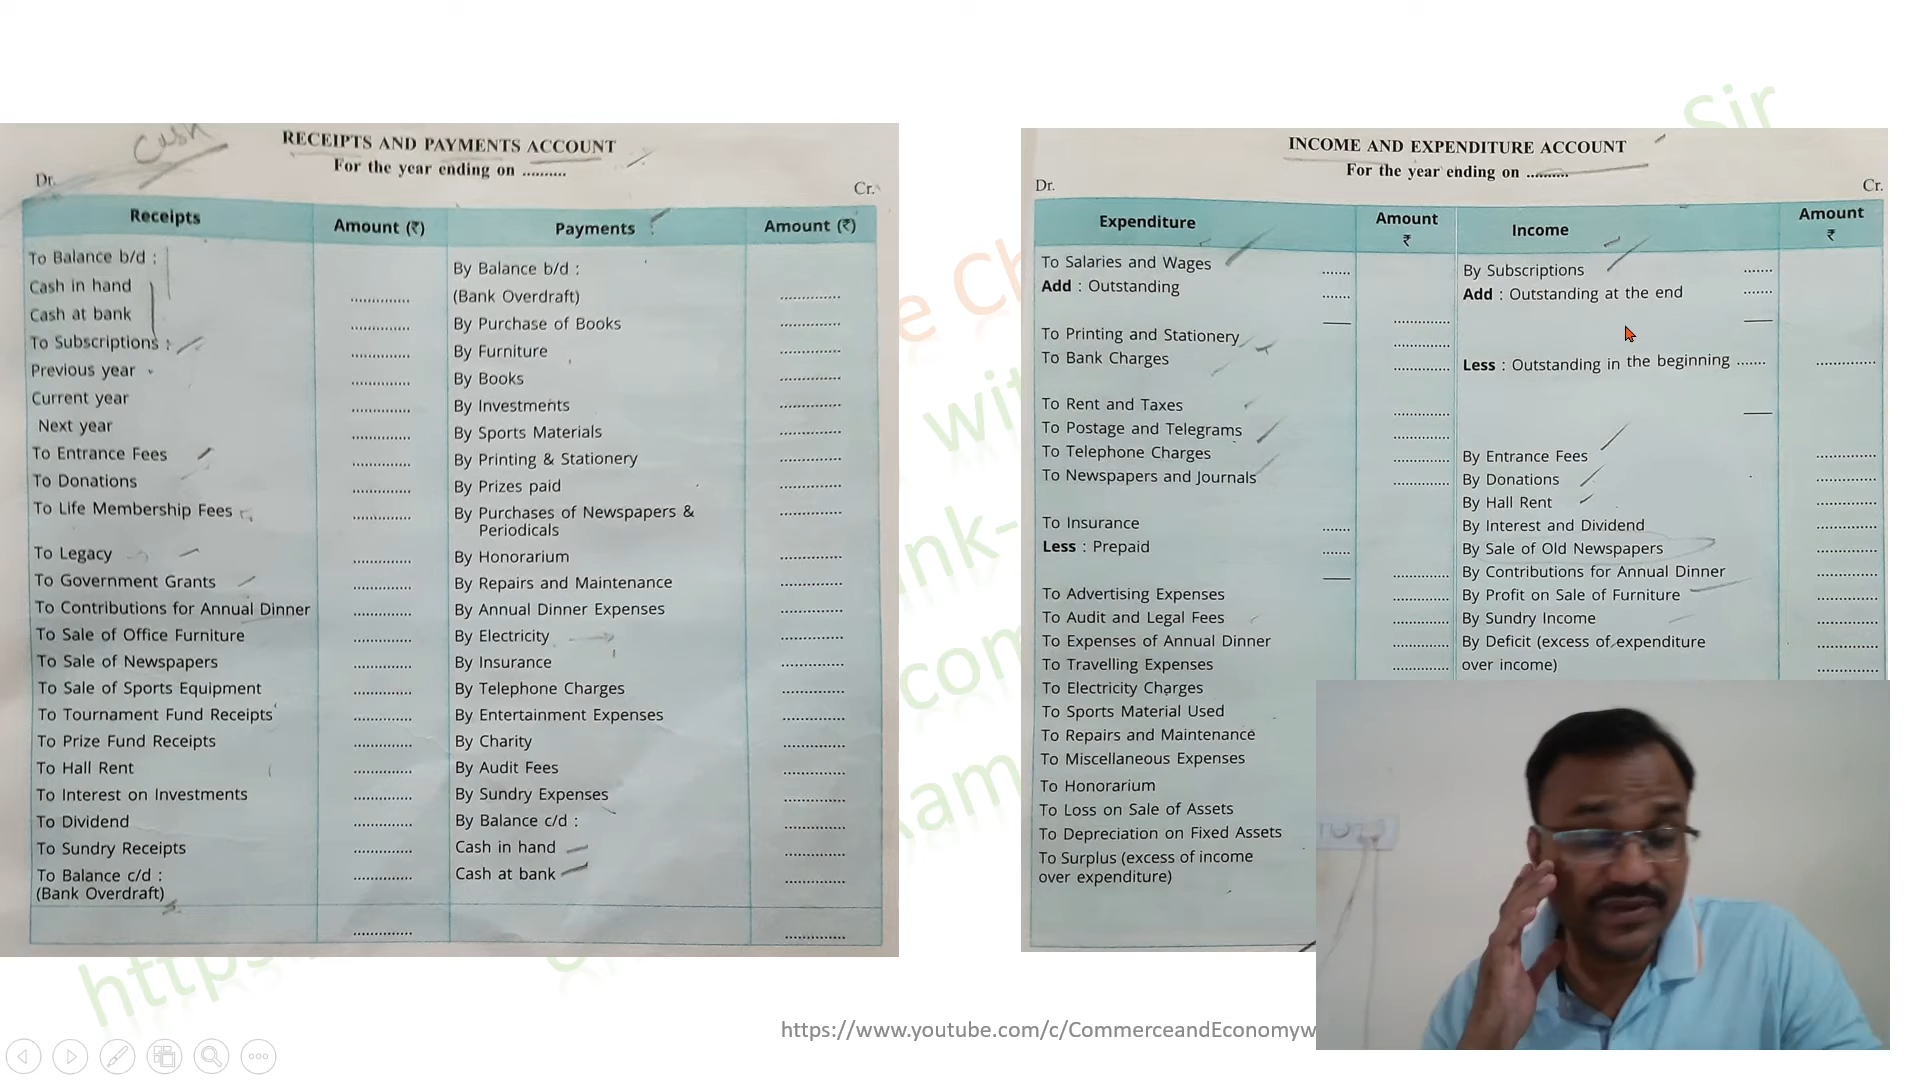 Cash
RECEIPTS AND PAYMENTS ACCOUNT
For the year ending on ..........
Dr.
Cr.
Receipts
Amount (₹)
Payments
Amount (₹)
To Balance b/d :
Cash in hand
Cash at bank
To Subscriptions :
Previous year
Current year
Next year
To Entrance Fees
To Donations
To Life Membership Fees
To Legacy
To Government Grants
To Contributions for Annual Dinner
To Sale of Office Furniture
To Sale of Newspapers
To Sale of Sports Equipment
To Tournament Fund Receipts
To Prize Fund Receipts
To Hall Rent
To Interest on Investments
To Dividend
To Sundry Receipts
To Balance c/d :
(Bank Overdraft)
By Balance b/d :
(Bank Overdraft)
By Purchase of Books
By Furniture
By Books
By Investments
By Sports Materials
By Printing & Stationery
By Prizes paid
By Purchases of Newspapers &
Periodicals
By Honorarium
By Repairs and Maintenance
By Annual Dinner Expenses
By Electricity
By Insurance
By Telephone Charges
By Entertainment Expenses
By Charity
By Audit Fees
By Sundry Expenses
By Balance c/d :
Cash in hand
Cash at bank
INCOME AND EXPENDITURE ACCOUNT
For the year ending on ..........
Dr.
Cr.
Expenditure
Amount
₹
Income
Amount
₹
To Salaries and Wages
Add : Outstanding
To Printing and Stationery
To Bank Charges
To Rent and Taxes
To Postage and Telegrams
To Telephone Charges
To Newspapers and Journals
To Insurance
Less : Prepaid
To Advertising Expenses
To Audit and Legal Fees
To Expenses of Annual Dinner
To Travelling Expenses
To Electricity Charges
To Sports Material Used
To Repairs and Maintenance
To Miscellaneous Expenses
To Honorarium
To Loss on Sale of Assets
To Depreciation on Fixed Assets
To Surplus (excess of income
over expenditure)
By Subscriptions
Add : Outstanding at the end
Less : Outstanding in the beginning
By Entrance Fees
By Donations
By Hall Rent
By Interest and Dividend
By Sale of Old Newspapers
By Contributions for Annual Dinner
By Profit on Sale of Furniture
By Sundry Income
By Deficit (excess of expenditure
over income)
Sir
https://www.youtube.com/c/CommerceandEconomyw